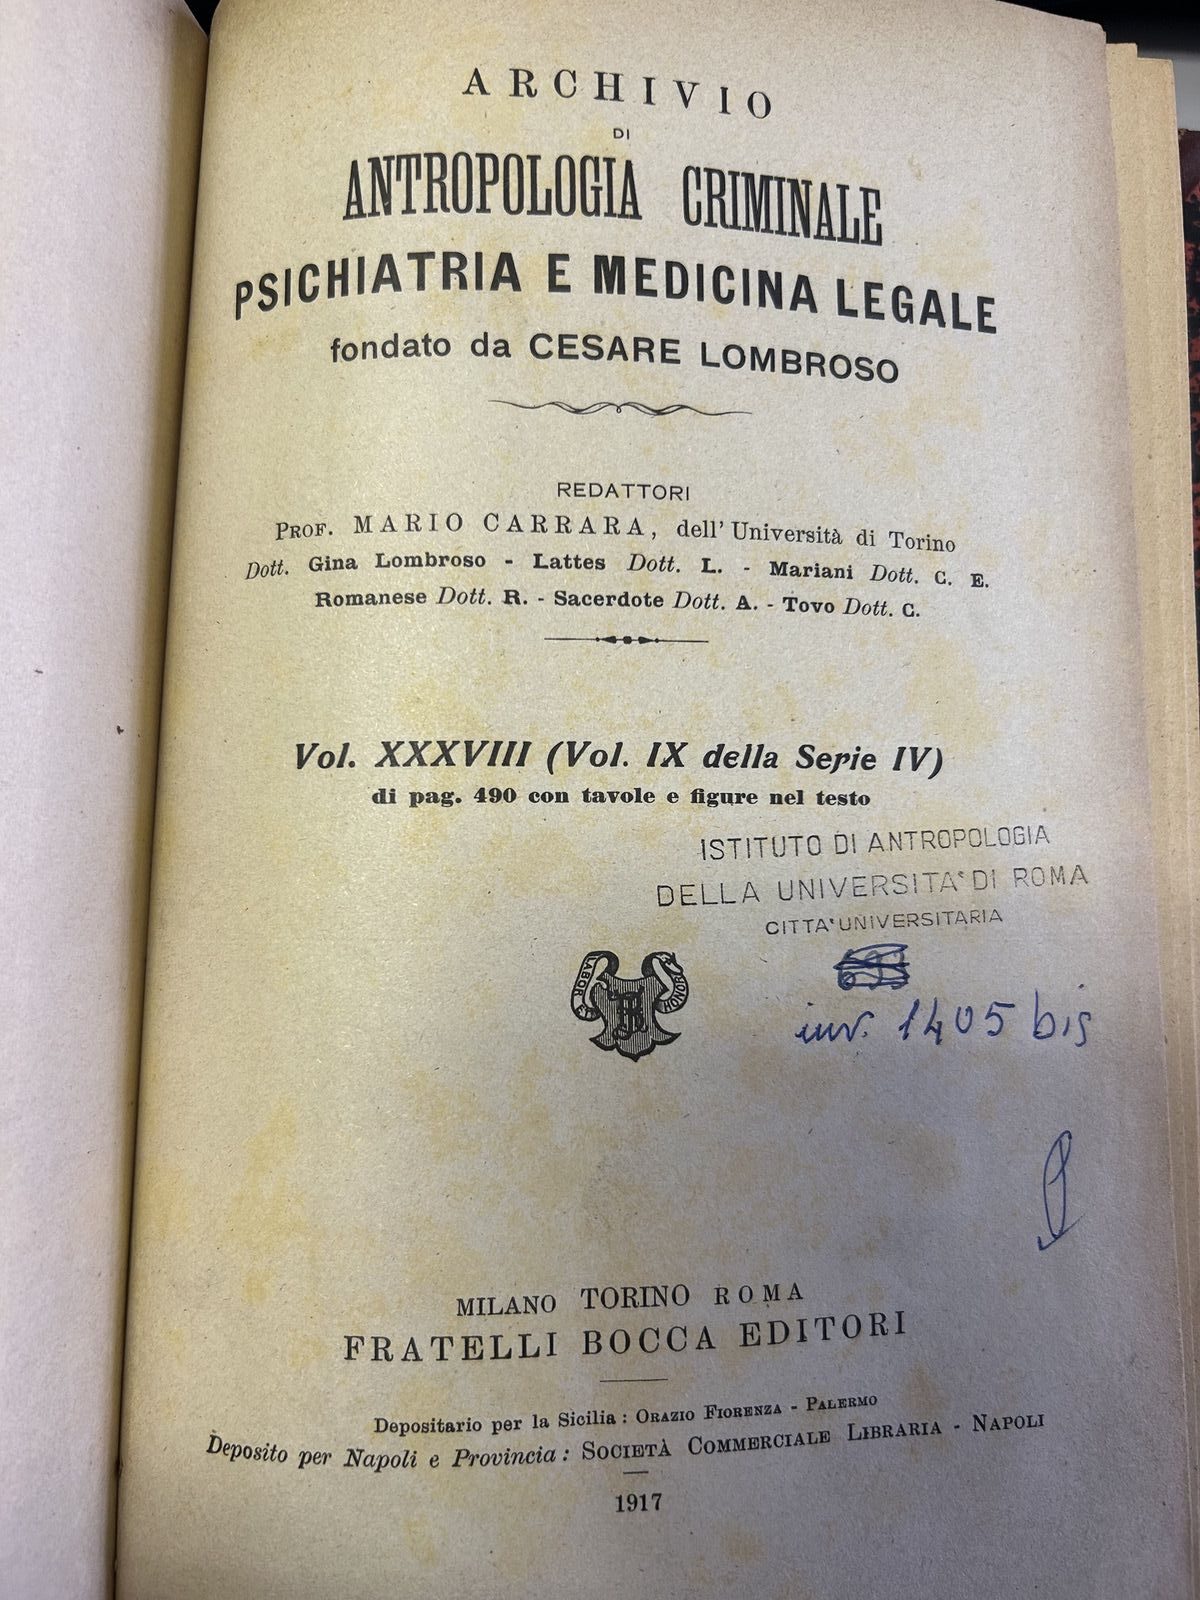 ARCHIVIO
DI
ANTROPOLOGIA CRIMINALE
PSICHIATRIA E MEDICINA LEGALE
fondato da CESARE LOMBROSO
REDATTORI
PROF. MARIO CARRARA, dell'Università di Torino
Dott. Gina Lombroso - Lattes Dott. L. - Mariani Dott. C. E.
Romanese Dott. R. - Sacerdote Dott. A. - Tovo Dott. C.
Vol. XXXVIII (Vol. IX della Serie IV)
di pag. 490 con tavole e figure nel testo
ISTITUTO DI ANTROPOLOGIA
DELLA UNIVERSITA' DI ROMA
CITTA' UNIVERSITARIA
LABOR ET HONOR
inv. 1405 bis
MILANO TORINO ROMA
FRATELLI BOCCA EDITORI
Depositario per la Sicilia: ORAZIO FIORENZA - PALERMO
Deposito per Napoli e Provincia: SOCIETÀ COMMERCIALE LIBRARIA - NAPOLI
1917